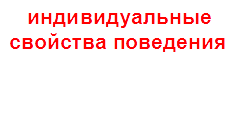 индивидуальные
свойства поведения